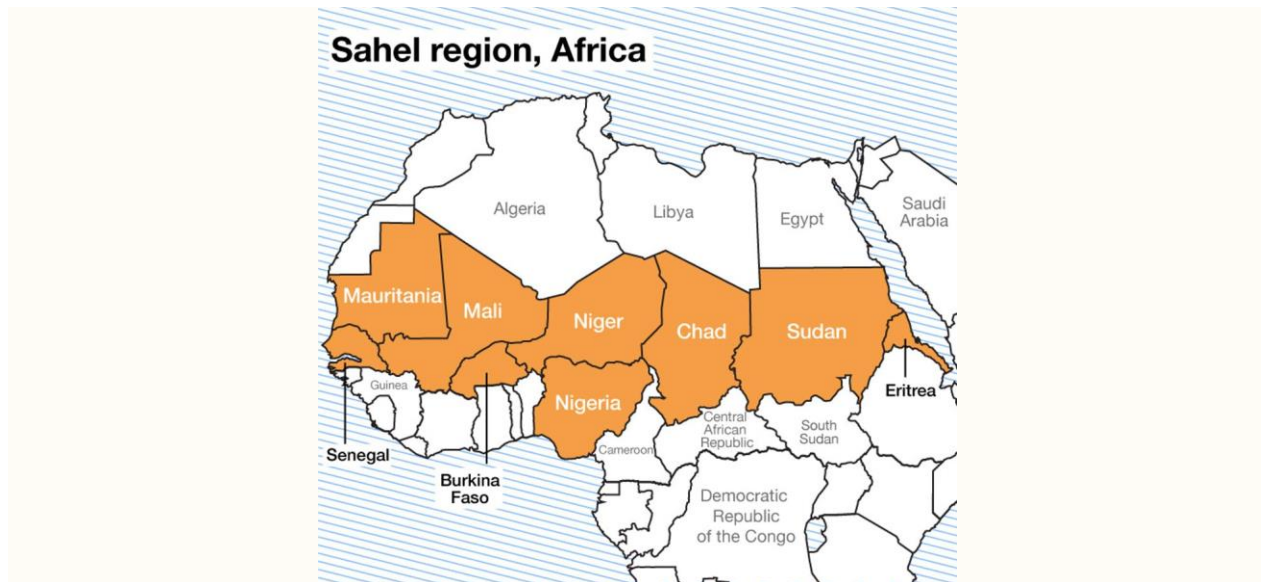 Sahel region, Africa
Algeria
Libya
Egypt
Saudi
Arabia
Mauritania
Mali
Niger
Chad
Sudan
Eritrea
Guinea
Nigeria
Central
African
Republic
South
Sudan
Cameroon
Senegal
Burkina
Faso
Democratic
Republic
of the Congo